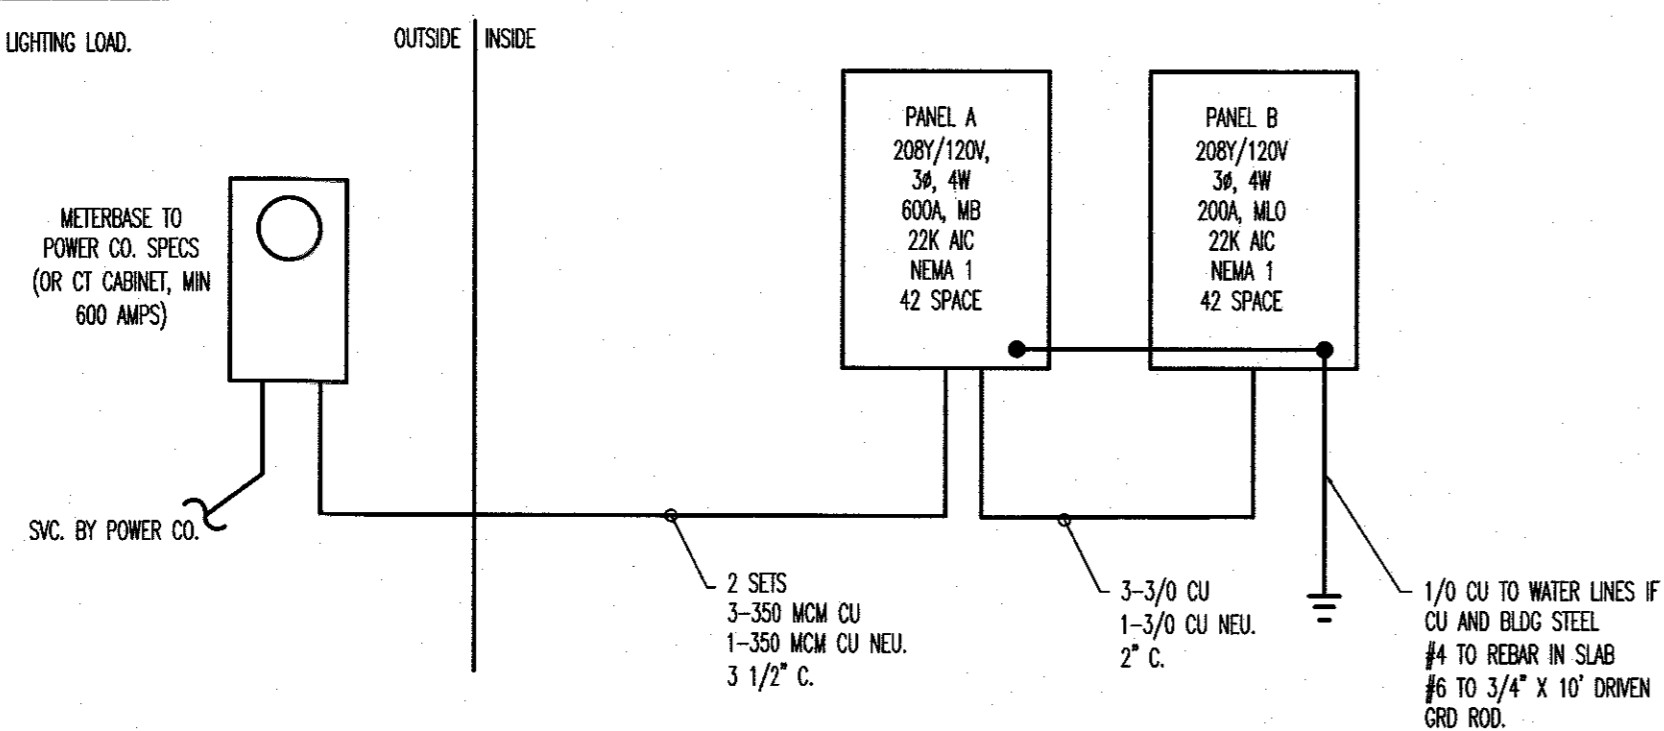 LIGHTING LOAD.
OUTSIDE INSIDE
METERBASE TO
POWER CO. SPECS
(OR CT CABINET, MIN
600 AMPS)
SVC. BY POWER CO.
PANEL A
208Y/120V,
3ø, 4W
600A, MB
22K AIC
NEMA 1
42 SPACE
PANEL B
208Y/120V
3ø, 4W
200A, MLO
22K AIC
NEMA 1
42 SPACE
2 SETS
3-350 MCM CU
1-350 MCM CU NEU.
3 1/2" C.
3-3/0 CU
1-3/0 CU NEU.
2" C.
1/0 CU TO WATER LINES IF
CU AND BLDG STEEL
#4 TO REBAR IN SLAB
#6 TO 3/4" X 10' DRIVEN
GRD ROD.